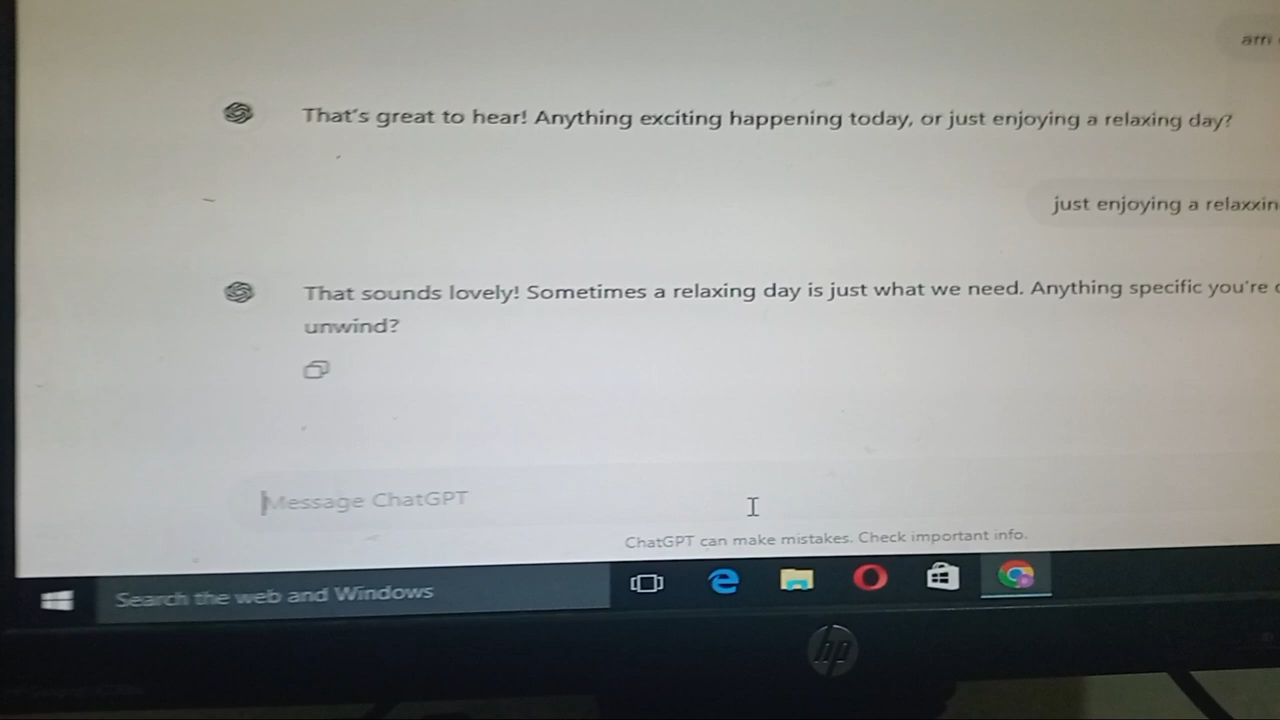 am
That's great to hear! Anything exciting happening today, or just enjoying a relaxing day?
just enjoying a relaxxin
That sounds lovely! Sometimes a relaxing day is just what we need. Anything specific you're
unwind?
Message ChatGPT
ChatGPT can make mistakes. Check important info.
Search the web and Windows
hp